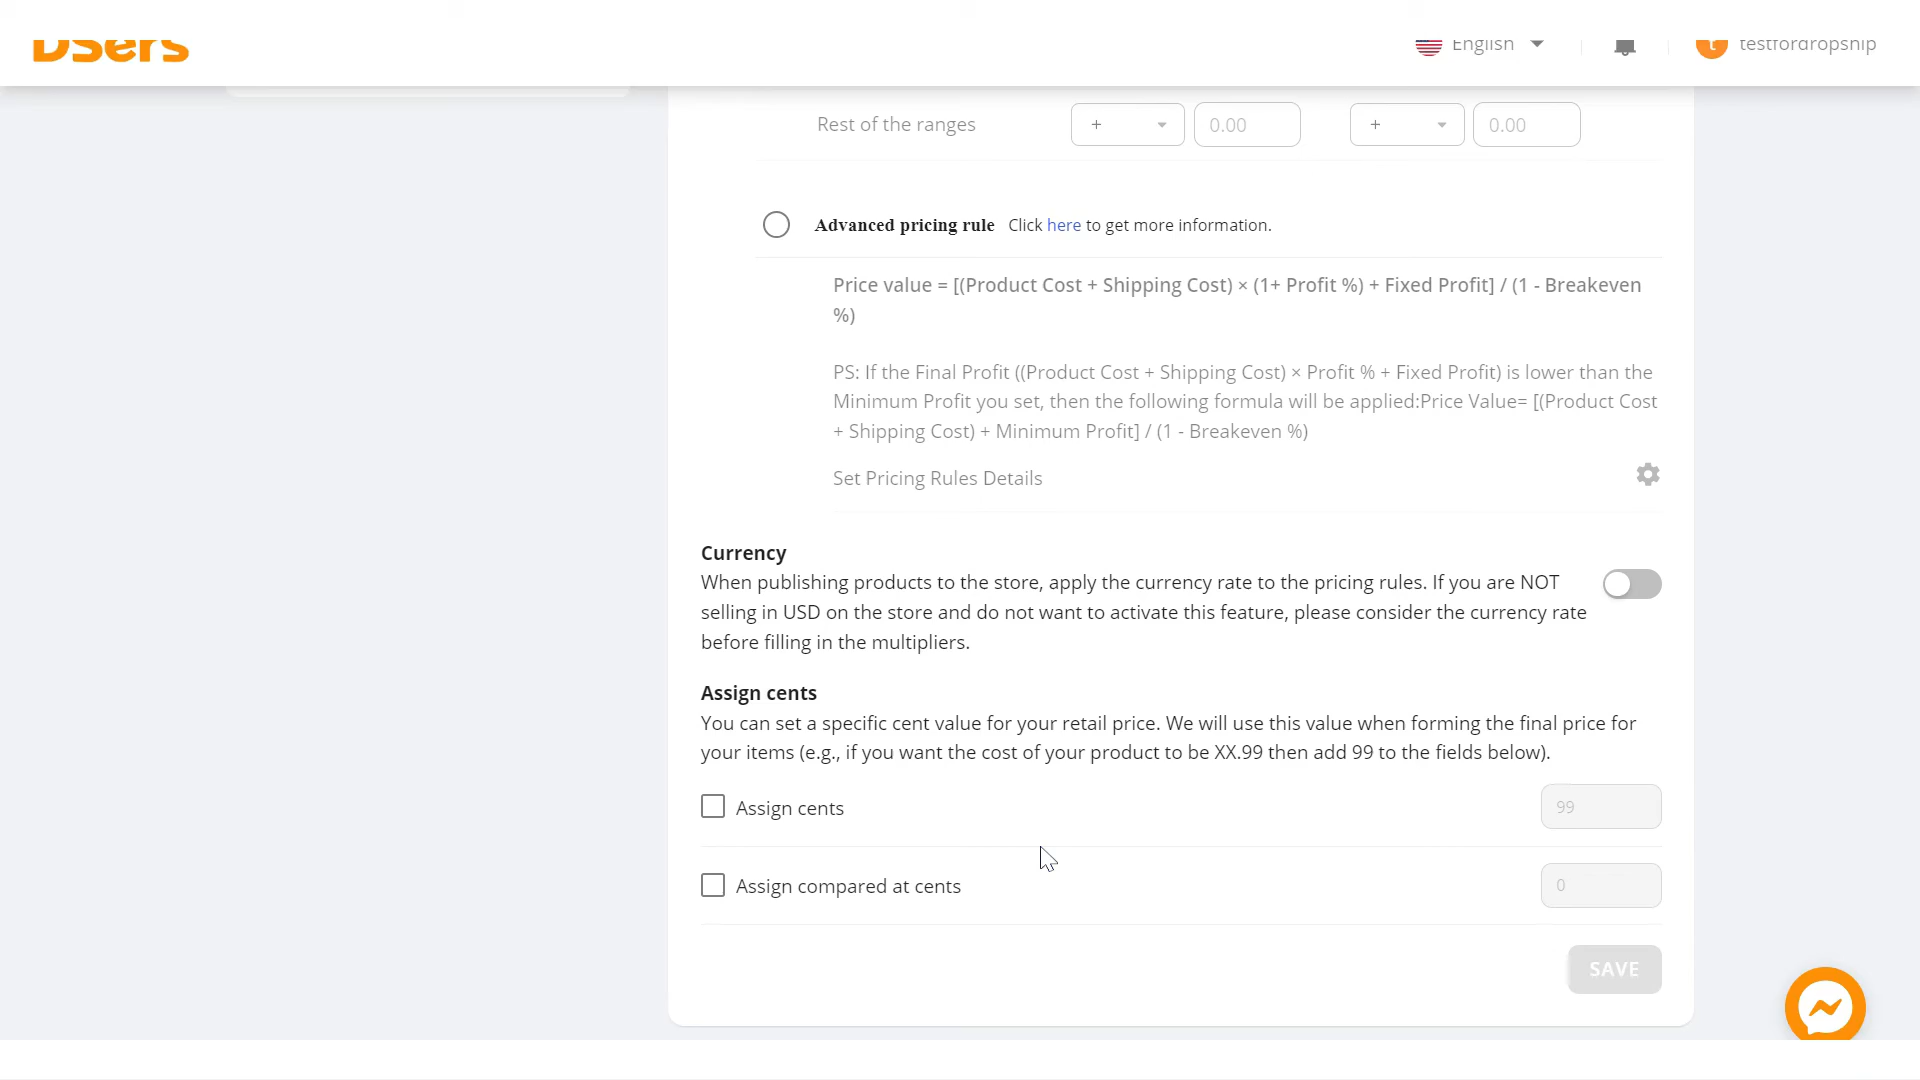 DSers
English
testfordropship
Rest of the ranges + 0.00 + 0.00
Advanced pricing rule Click here to get more information.
Price value = [(Product Cost + Shipping Cost) × (1+ Profit %) + Fixed Profit] / (1 - Breakeven
%)
PS: If the Final Profit ((Product Cost + Shipping Cost) × Profit % + Fixed Profit) is lower than the
Minimum Profit you set, then the following formula will be applied:Price Value= [(Product Cost
+ Shipping Cost) + Minimum Profit] / (1 - Breakeven %)
Set Pricing Rules Details
Currency
When publishing products to the store, apply the currency rate to the pricing rules. If you are NOT
selling in USD on the store and do not want to activate this feature, please consider the currency rate
before filling in the multipliers.
Assign cents
You can set a specific cent value for your retail price. We will use this value when forming the final price for
your items (e.g., if you want the cost of your product to be XX.99 then add 99 to the fields below).
Assign cents 99
Assign compared at cents 0
SAVE